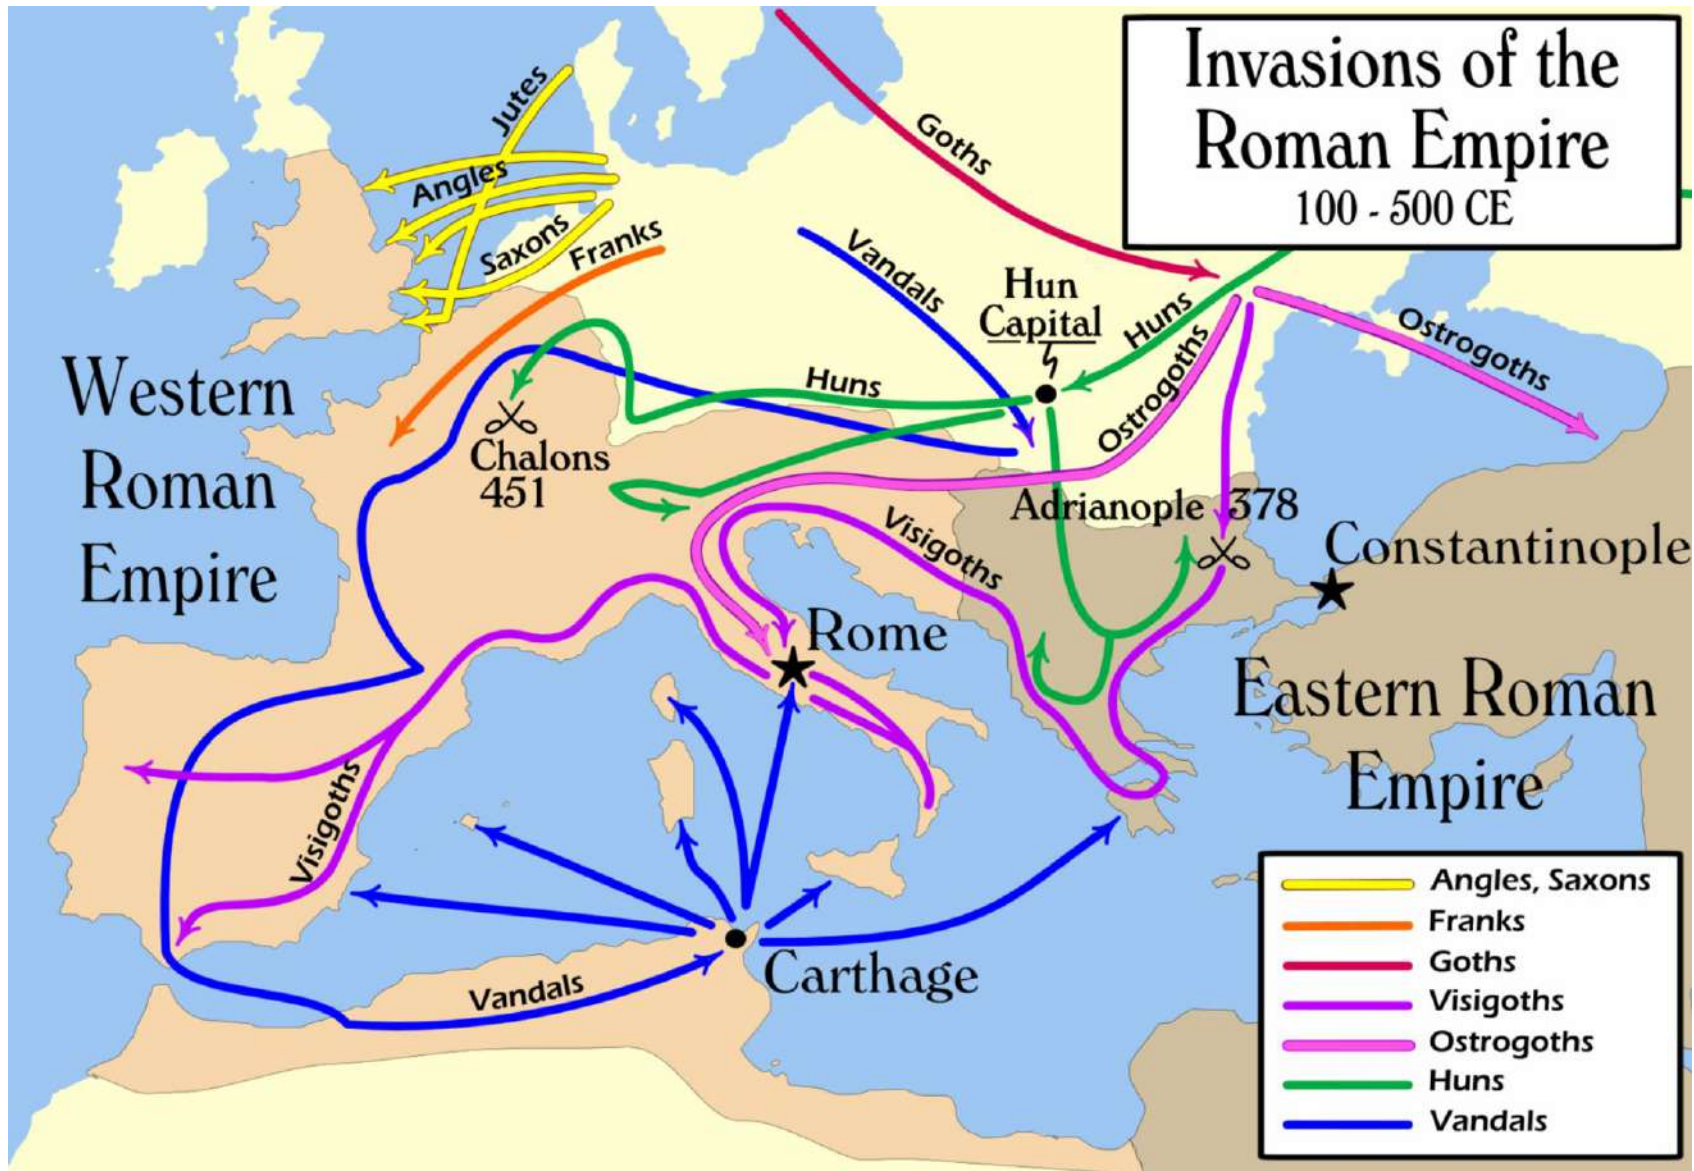 Invasions of the
Roman Empire
100 - 500 CE
Jutes
Angles
Saxons
Franks
Goths
Vandals
Hun
Capital
Huns
Ostrogoths
Ostrogoths
Huns
Western
Roman
Empire
Chalons
451
Adrianople 378
Visigoths
Constantinople
Rome
Eastern Roman
Empire
Visigoths
Carthage
Vandals
Angles, Saxons
Franks
Goths
Visigoths
Ostrogoths
Huns
Vandals